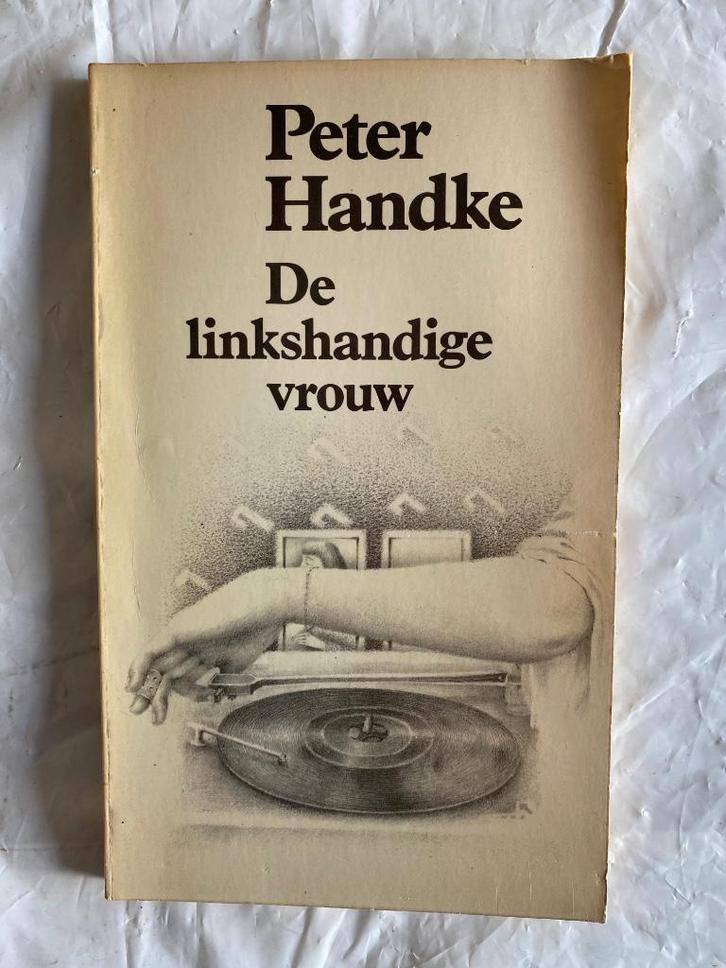 Peter
Handke
De
linkshandige
vrouw